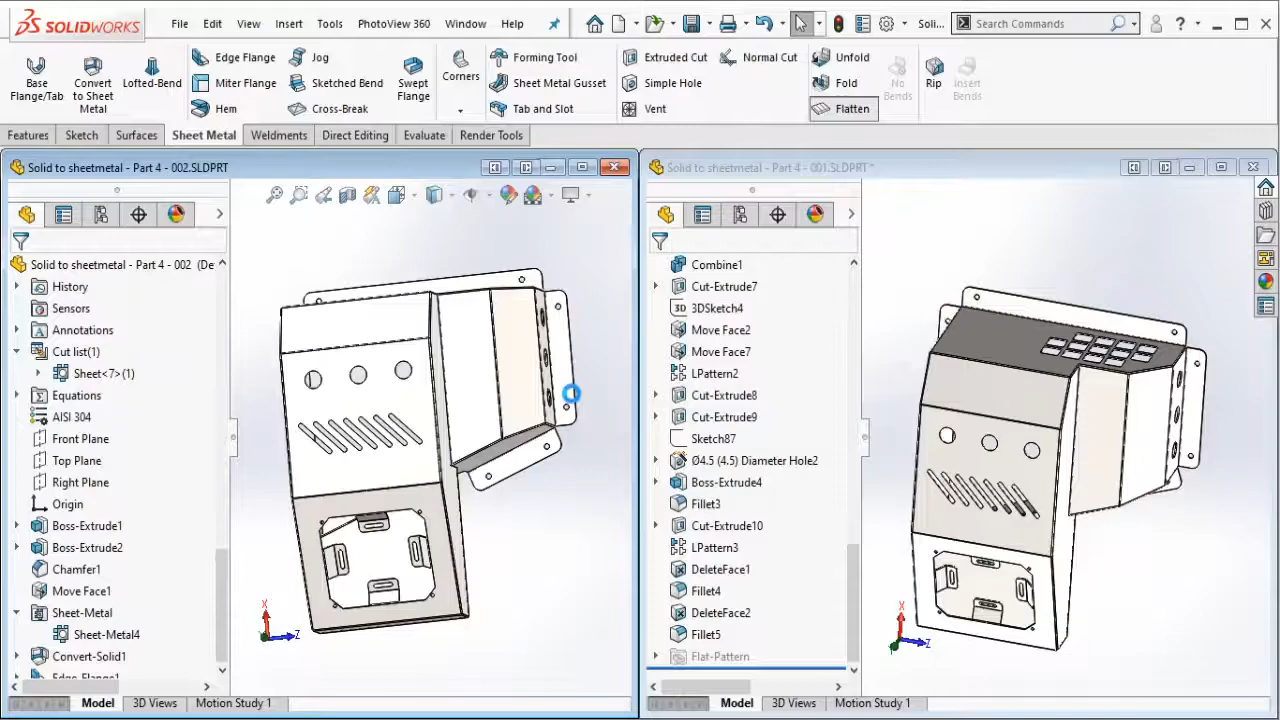 SOLIDWORKS
File Edit View Insert Tools PhotoView 360 Window Help
Soli...
Search Commands
Base Flange/Tab
Convert to Sheet Metal
Lofted-Bend
Edge Flange
Miter Flange
Hem
Jog
Sketched Bend
Cross-Break
Swept Flange
Corners
Forming Tool
Sheet Metal Gusset
Tab and Slot
Extruded Cut
Simple Hole
Vent
Normal Cut
Unfold
Fold
Flatten
No Bends
Rip
Insert Bends
Features Sketch Surfaces Sheet Metal Weldments Direct Editing Evaluate Render Tools
Solid to sheetmetal - Part 4 - 002.SLDPRT
Solid to sheetmetal - Part 4 - 002 (De
History
Sensors
Annotations
Cut list(1)
Sheet<7>(1)
Equations
AISI 304
Front Plane
Top Plane
Right Plane
Origin
Boss-Extrude1
Boss-Extrude2
Chamfer1
Move Face1
Sheet-Metal
Sheet-Metal4
Convert-Solid1
Edge-Flange1
X
Z
Model 3D Views Motion Study 1
Solid to sheetmetal - Part 4 - 001.SLDPRT *
Combine1
Cut-Extrude7
3D 3DSketch4
Move Face2
Move Face7
LPattern2
Cut-Extrude8
Cut-Extrude9
Sketch87
Ø4.5 (4.5) Diameter Hole2
Boss-Extrude4
Fillet3
Cut-Extrude10
LPattern3
DeleteFace1
Fillet4
DeleteFace2
Fillet5
Flat-Pattern
X
Y
Z
Model 3D Views Motion Study 1